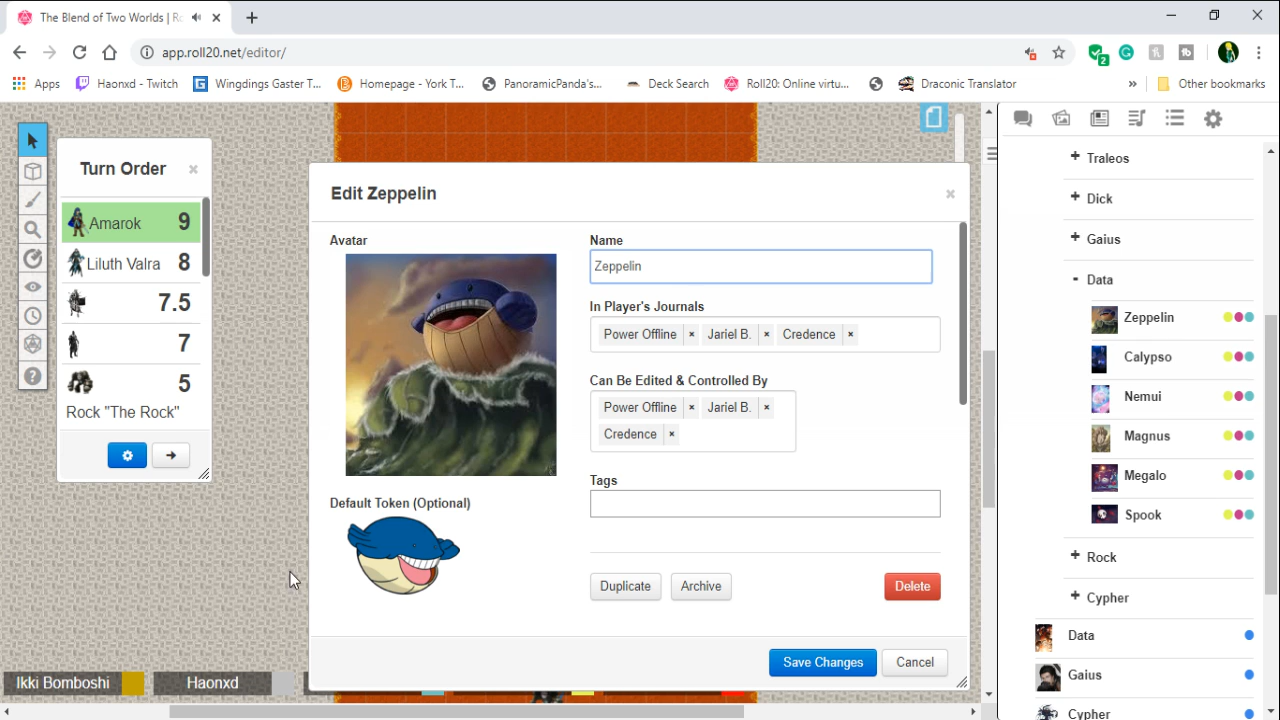 The Blend of Two Worlds | Ro
app.roll20.net/editor/
2
Apps
Haonxd - Twitch
Wingdings Gaster T...
Homepage - York T...
PanoramicPanda's...
Deck Search
Roll20: Online virtu...
Draconic Translator
»
Other bookmarks
Turn Order
Amarok 9
Liluth Valra 8
7.5
7
5
Rock "The Rock"
Edit Zeppelin
Avatar
Default Token (Optional)
Name
Zeppelin
In Player's Journals
Power Offline × Jariel B. × Credence ×
Can Be Edited & Controlled By
Power Offline × Jariel B. ×
Credence ×
Tags
Duplicate Archive Delete
Save Changes Cancel
+ Traleos
+ Dick
+ Gaius
- Data
Zeppelin
Calypso
Nemui
Magnus
Megalo
Spook
+ Rock
+ Cypher
Data
Gaius
Cypher
Ikki Bomboshi
Haonxd